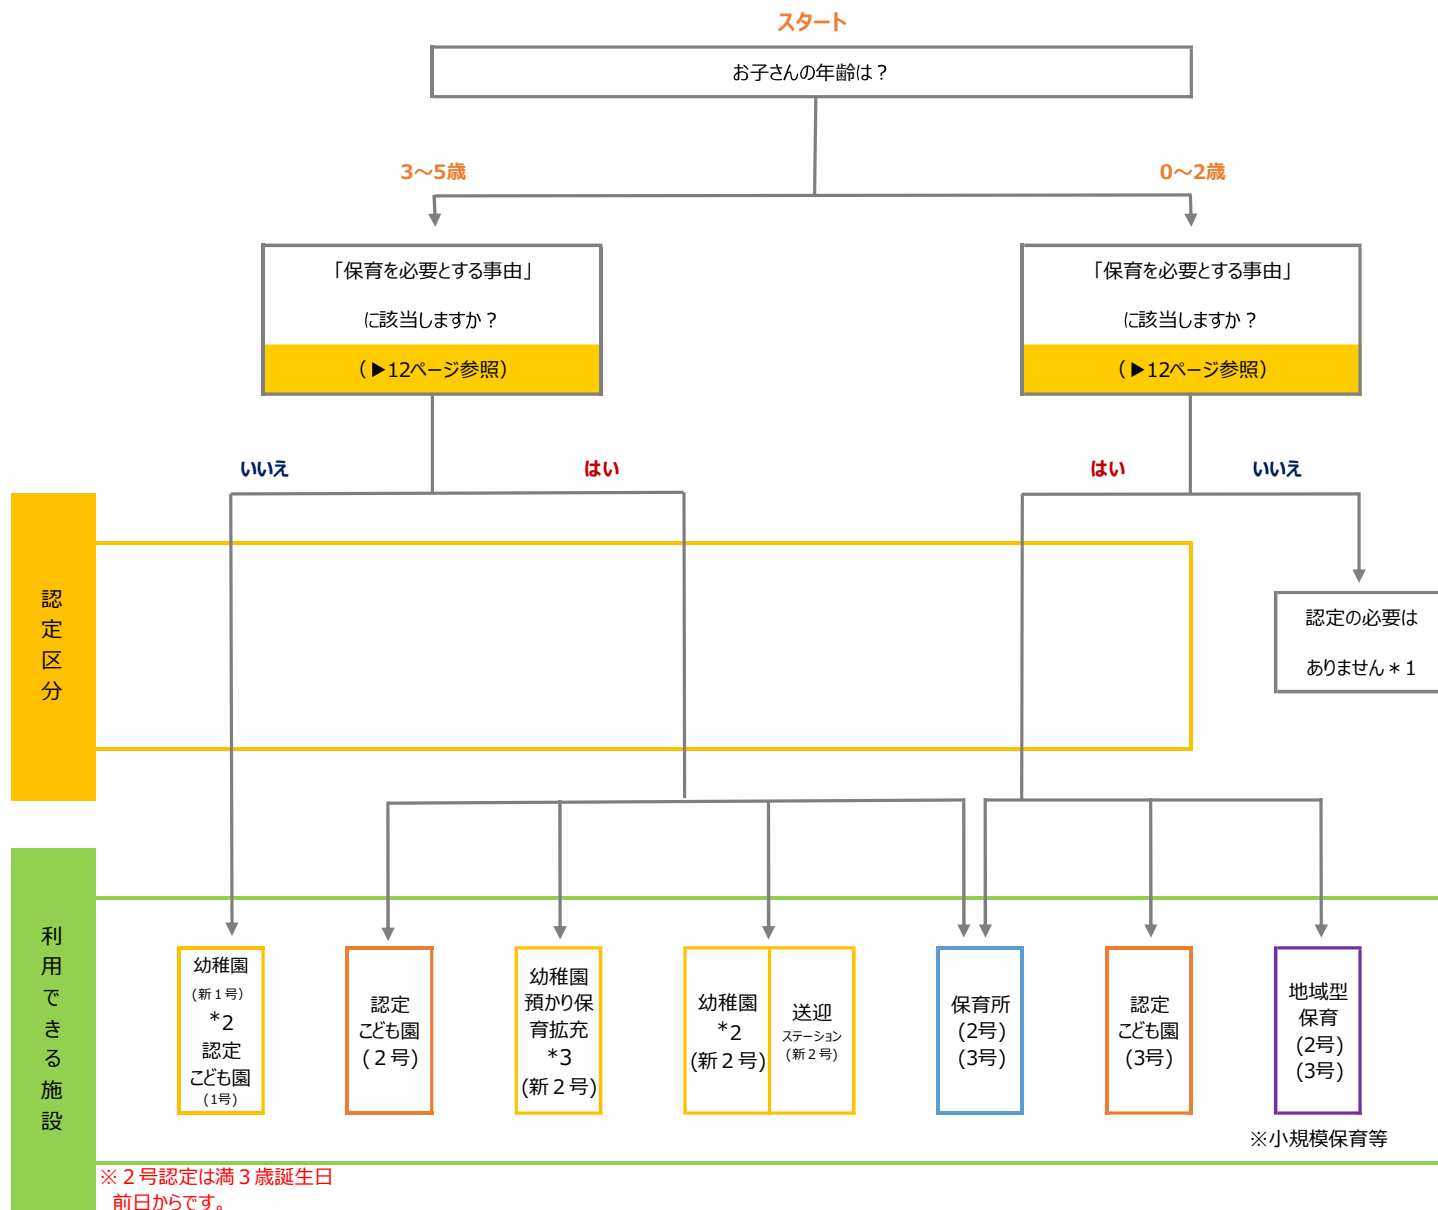 スタート
お子さんの年齢は？
3～5歳
0～2歳
「保育を必要とする事由」
に該当しますか？
（▶12ページ参照）
「保育を必要とする事由」
に該当しますか？
（▶12ページ参照）
いいえ
はい
はい
いいえ
認定区分
認定の必要は
ありません＊1
利用できる施設
幼稚園
(新１号)
*2
認定
こども園
(1号)
認定
こども園
(２号)
幼稚園
預かり保
育拡充
*3
(新２号)
幼稚園
*2
(新２号)
送迎
ステーション
(新２号)
保育所
(2号)
(3号)
認定
こども園
(3号)
地域型
保育
(2号)
(3号)
※小規模保育等
※２号認定は満３歳誕生日
前日からです。